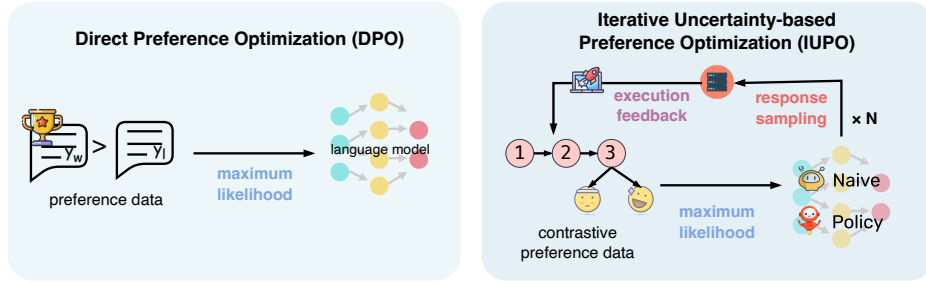 Direct Preference Optimization (DPO)
y_w > y_l
preference data
maximum
likelihood
language model
Iterative Uncertainty-based
Preference Optimization (IUPO)
execution
feedback
response
sampling
× N
1 2 3
contrastive
preference data
maximum
likelihood
Naive
Policy